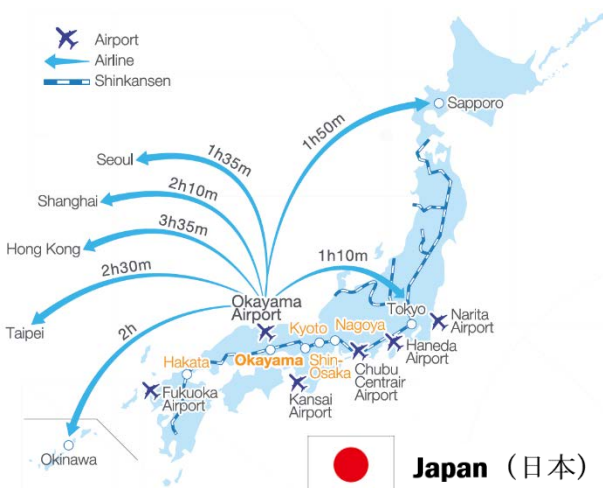 Airport
Airline
Shinkansen
Sapporo
1h50m
Seoul
1h35m
Shanghai
2h10m
Hong Kong
3h35m
Taipei
2h30m
2h
1h10m
Okayama
Airport
Tokyo
Narita
Airport
Haneda
Airport
Kyoto
Nagoya
Hakata
Okayama
Shin-
Osaka
Chubu
Centrair
Airport
Fukuoka
Airport
Kansai
Airport
Okinawa
Japan (日本)